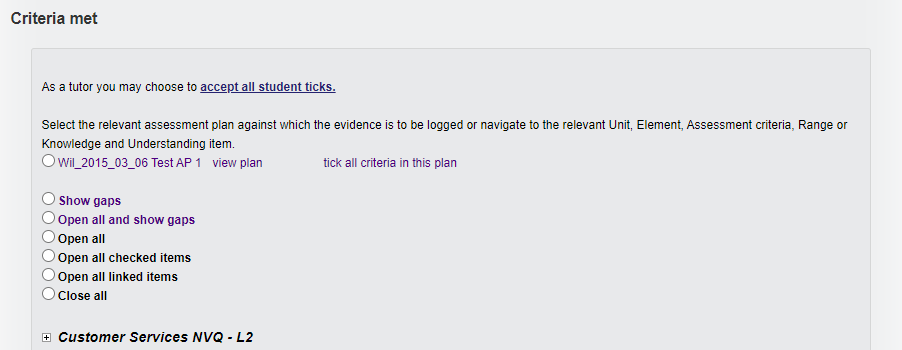 Criteria met
As a tutor you may choose to accept all student ticks.
Select the relevant assessment plan against which the evidence is to be logged or navigate to the relevant Unit, Element, Assessment criteria, Range or
Knowledge and Understanding item.
Wil_2015_03_06 Test AP 1 view plan tick all criteria in this plan
Show gaps
Open all and show gaps
Open all
Open all checked items
Open all linked items
Close all
Customer Services NVQ - L2